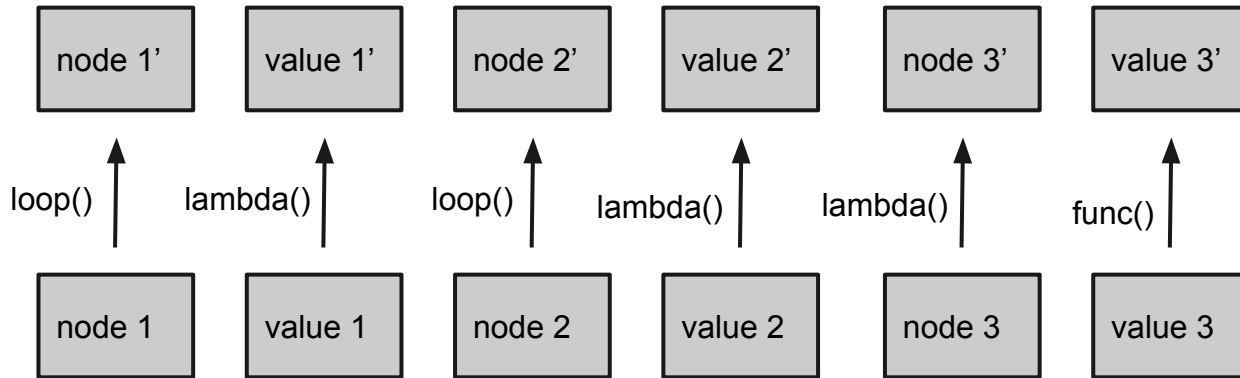 node 1’ value 1’ node 2’ value 2’ node 3’ value 3’
loop() lambda() loop() lambda() lambda() func()
node 1 value 1 node 2 value 2 node 3 value 3